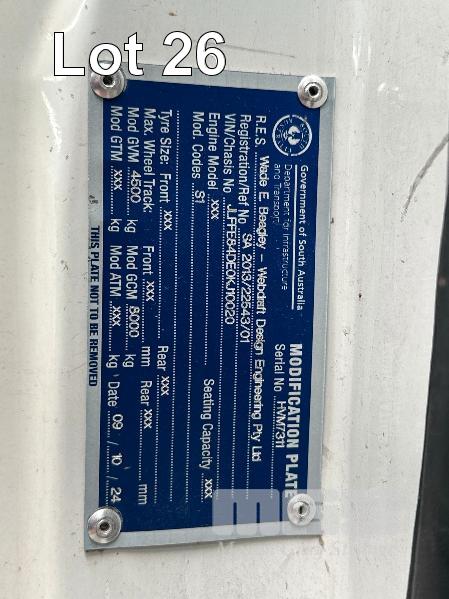 Lot 26
Government of South Australia
Department for Infrastructure
and Transport
MODIFICATION PLATE
Serial No HVM7311
R.E.S. Wade E. Beagley – Webdraft Design Engineering Pty Ltd
Registration/Ref No SA 2013/22543/01
VIN/Chasis No. JLFFE84DE0KJ10020
Engine Model xxx Seating Capacity xxx
Mod. Codes S1
Tyre Size: Front xxx Rear xxx
Max. Wheel Track: Front xxx mm Rear xxx mm
Mod GVM 4500 kg Mod GCM 8000 kg Date 09 / 10 / 24
Mod GTM xxx kg Mod ATM xxx kg
THIS PLATE NOT TO BE REMOVED